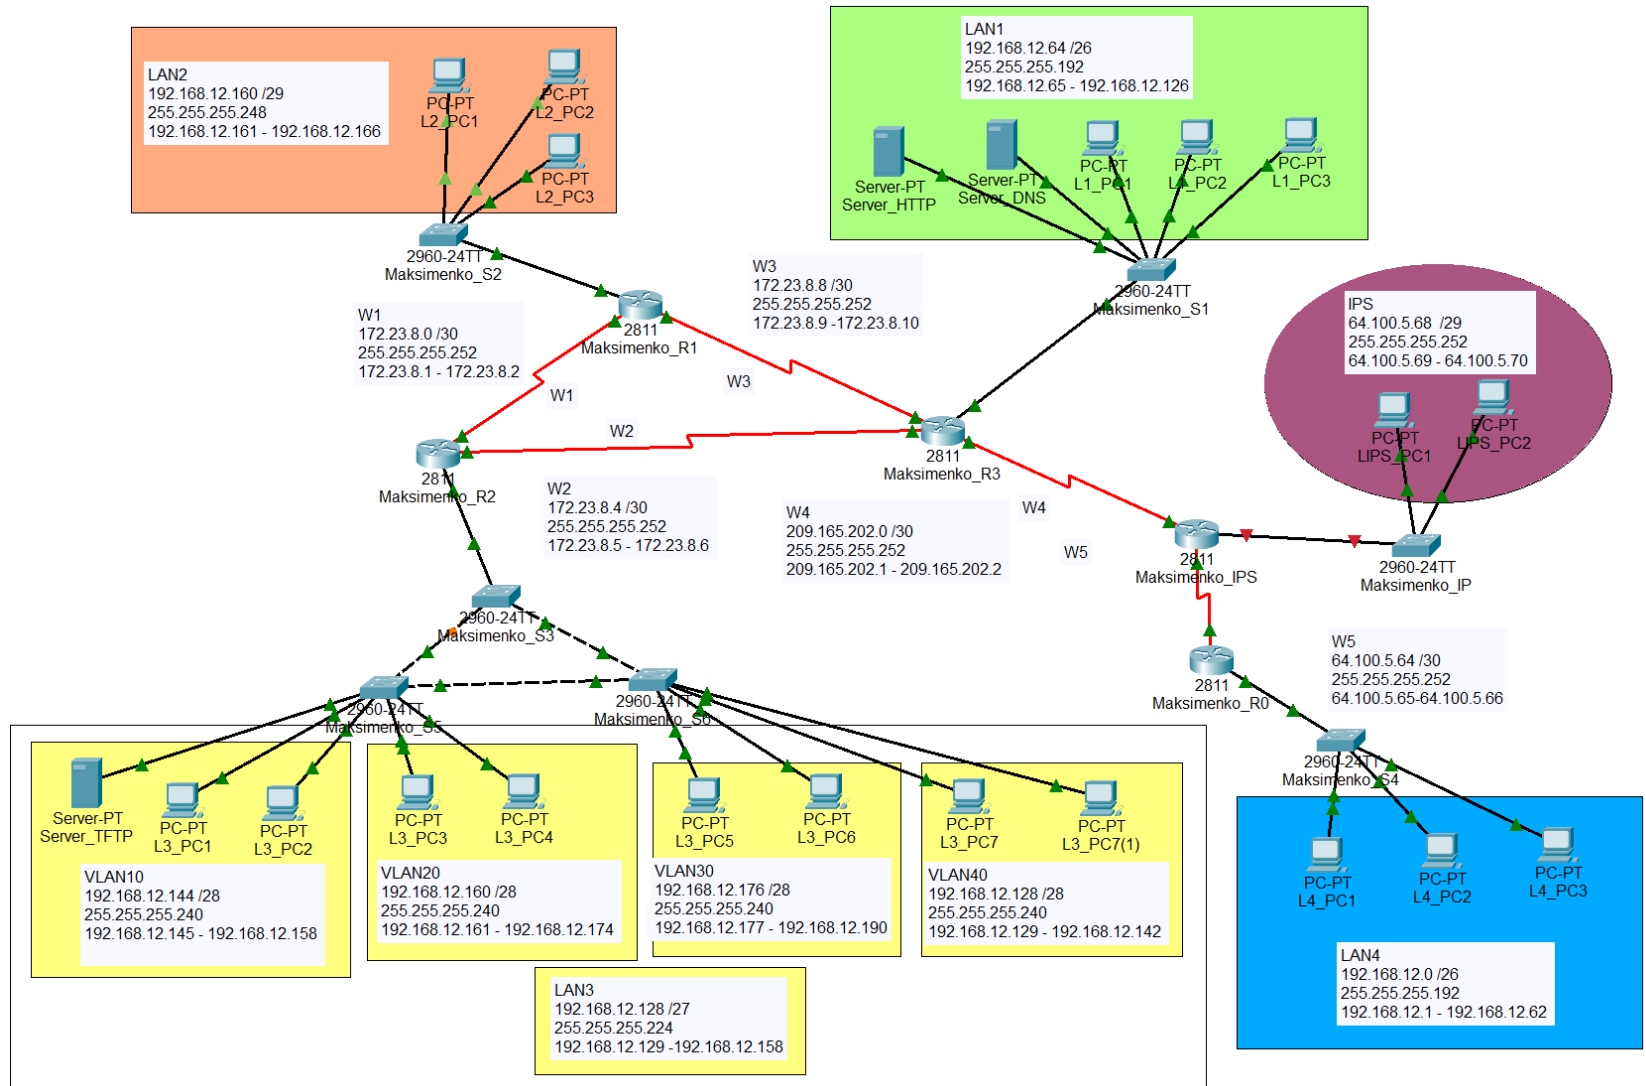 LAN2
192.168.12.160 /29
255.255.255.248
192.168.12.161 - 192.168.12.166
PC-PT
L2_PC1
PC-PT
L2_PC2
PC-PT
L2_PC3
2960-24TT
Maksimenko_S2
LAN1
192.168.12.64 /26
255.255.255.192
192.168.12.65 - 192.168.12.126
Server-PT
Server_HTTP
Server-PT
Server_DNS
PC-PT
L1_PC1
PC-PT
L1_PC2
PC-PT
L1_PC3
2960-24TT
Maksimenko_S1
W3
172.23.8.8 /30
255.255.255.252
172.23.8.9 -172.23.8.10
W1
172.23.8.0 /30
255.255.255.252
172.23.8.1 - 172.23.8.2
2811
Maksimenko_R1
W1
W3
W2
IPS
64.100.5.68 /29
255.255.255.252
64.100.5.69 - 64.100.5.70
PC-PT
LIPS_PC1
PC-PT
LIPS_PC2
2811
Maksimenko_R2
2811
Maksimenko_R3
W2
172.23.8.4 /30
255.255.255.252
172.23.8.5 - 172.23.8.6
W4
209.165.202.0 /30
255.255.255.252
209.165.202.1 - 209.165.202.2
W4
W5
2811
Maksimenko_IPS
2960-24TT
Maksimenko_IP
2960-24TT
Maksimenko_S3
2811
Maksimenko_R0
W5
64.100.5.64 /30
255.255.255.252
64.100.5.65-64.100.5.66
2960-24TT
Maksimenko_S5
2960-24TT
Maksimenko_S6
2960-24TT
Maksimenko_S4
Server-PT
Server_TFTP
PC-PT
L3_PC1
PC-PT
L3_PC2
VLAN10
192.168.12.144 /28
255.255.255.240
192.168.12.145 - 192.168.12.158
PC-PT
L3_PC3
PC-PT
L3_PC4
VLAN20
192.168.12.160 /28
255.255.255.240
192.168.12.161 - 192.168.12.174
PC-PT
L3_PC5
PC-PT
L3_PC6
VLAN30
192.168.12.176 /28
255.255.255.240
192.168.12.177 - 192.168.12.190
PC-PT
L3_PC7
PC-PT
L3_PC7(1)
VLAN40
192.168.12.128 /28
255.255.255.240
192.168.12.129 - 192.168.12.142
LAN3
192.168.12.128 /27
255.255.255.224
192.168.12.129 -192.168.12.158
PC-PT
L4_PC1
PC-PT
L4_PC2
PC-PT
L4_PC3
LAN4
192.168.12.0 /26
255.255.255.192
192.168.12.1 - 192.168.12.62